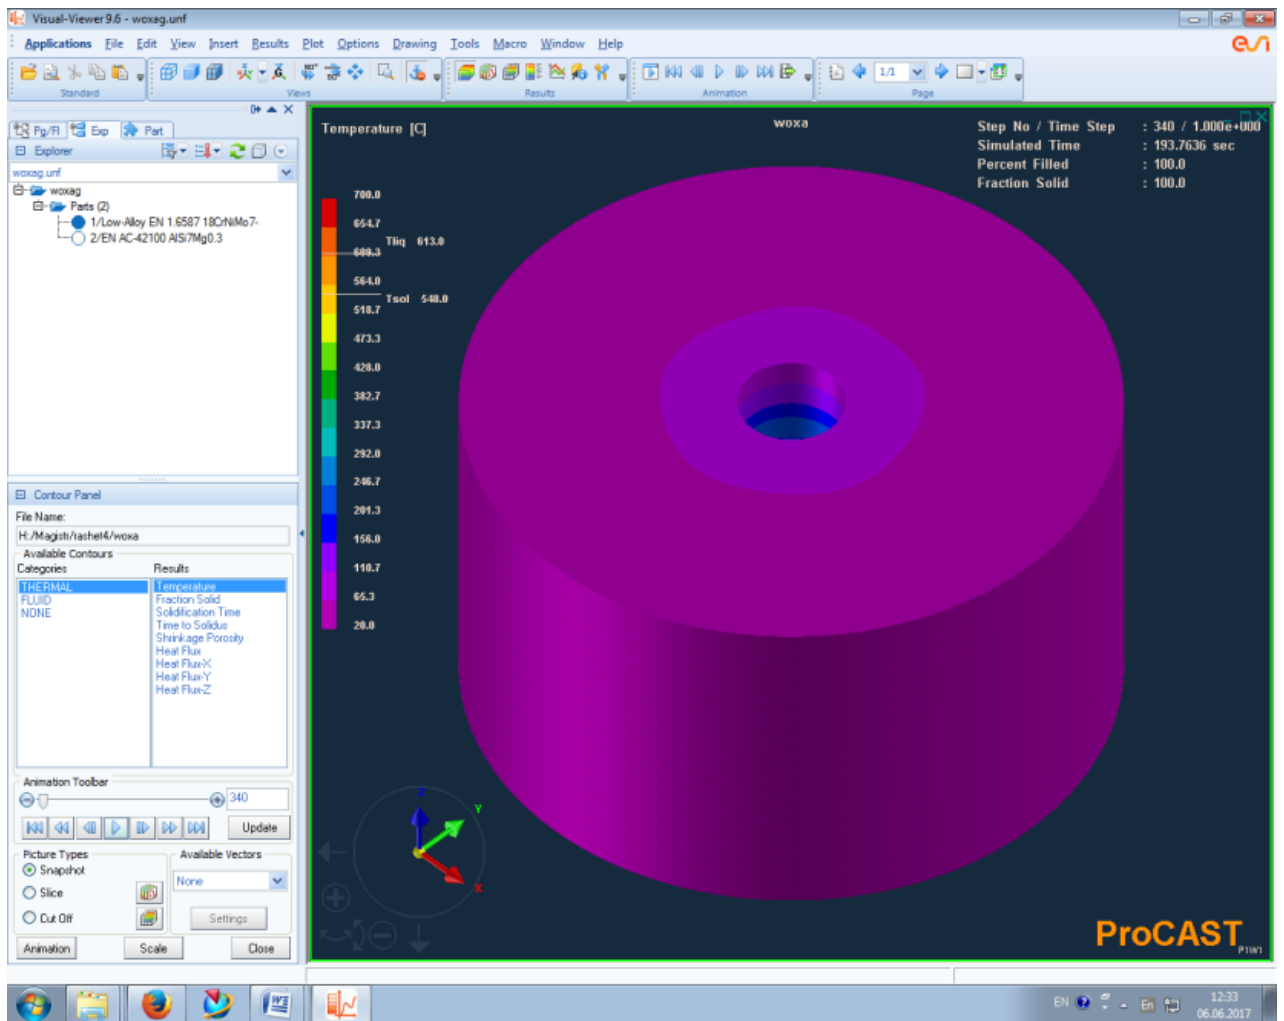 Visual-Viewer 9.6 - woxag.unf
Applications File Edit View Insert Results Plot Options Drawing Tools Macro Window Help
1/1
Standard Views Results Animation Page
Pg/Fl Exp Part
Explorer
woxag.unf
woxag
Parts (2)
1/Low-Alloy EN 1.6587 18CrNiMo7-
2/EN AC-42100 AlSi7Mg0.3
Contour Panel
File Name:
H:/Magistr/rashet4/woxa
Available Contours
Categories Results
THERMAL
FLUID
NONE
Temperature
Fraction Solid
Solidification Time
Time to Solidus
Shrinkage Porosity
Heat Flux
Heat Flux-X
Heat Flux-Y
Heat Flux-Z
Animation Toolbar
340
Update
Picture Types
Snapshot
Slice
Cut Off
Available Vectors
None
Settings
Animation Scale Close
Temperature [C]
woxa
Step No / Time Step : 340 / 1.000e+000
Simulated Time : 193.7636 sec
Percent Filled : 100.0
Fraction Solid : 100.0
700.0
654.7
Tliq 613.0
609.3
564.0
Tsol 548.0
518.7
473.3
428.0
382.7
337.3
292.0
246.7
201.3
156.0
110.7
65.3
20.0
Z
Y
X
ProCAST
P1W1
EN
En
12:33
06.06.2017